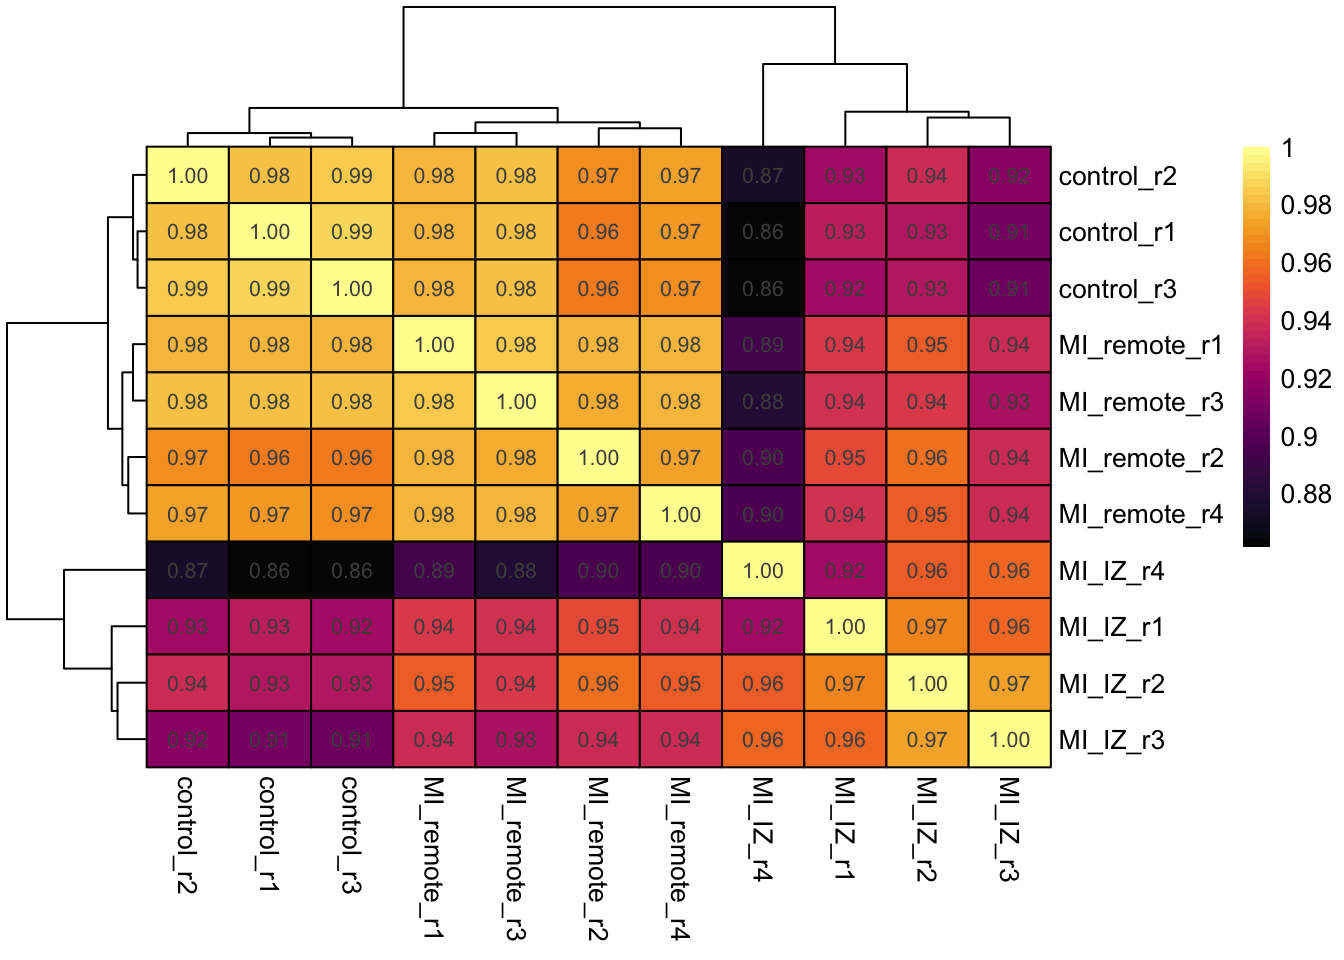 1.00 0.98 0.99 0.98 0.98 0.97 0.97 0.87 0.93 0.94 0.92 control_r2
0.98 1.00 0.99 0.98 0.98 0.96 0.97 0.86 0.93 0.93 0.91 control_r1
0.99 0.99 1.00 0.98 0.98 0.96 0.97 0.86 0.92 0.93 0.91 control_r3
0.98 0.98 0.98 1.00 0.98 0.98 0.98 0.89 0.94 0.95 0.94 MI_remote_r1
0.98 0.98 0.98 0.98 1.00 0.98 0.98 0.88 0.94 0.94 0.93 MI_remote_r3
0.97 0.96 0.96 0.98 0.98 1.00 0.97 0.90 0.95 0.96 0.94 MI_remote_r2
0.97 0.97 0.97 0.98 0.98 0.97 1.00 0.90 0.94 0.95 0.94 MI_remote_r4
0.87 0.86 0.86 0.89 0.88 0.90 0.90 1.00 0.92 0.96 0.96 MI_IZ_r4
0.93 0.93 0.92 0.94 0.94 0.95 0.94 0.92 1.00 0.97 0.96 MI_IZ_r1
0.94 0.93 0.93 0.95 0.94 0.96 0.95 0.96 0.97 1.00 0.97 MI_IZ_r2
0.92 0.91 0.91 0.94 0.93 0.94 0.94 0.96 0.96 0.97 1.00 MI_IZ_r3
control_r2
control_r1
control_r3
MI_remote_r1
MI_remote_r3
MI_remote_r2
MI_remote_r4
MI_IZ_r4
MI_IZ_r1
MI_IZ_r2
MI_IZ_r3
1
0.98
0.96
0.94
0.92
0.9
0.88